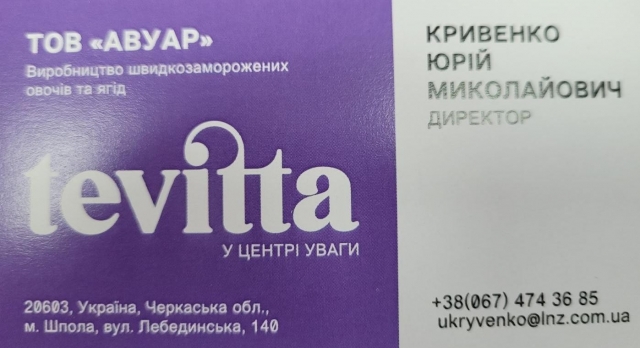 ТОВ «АВУАР»
Виробництво швидкозаморожених
овочів та ягід
tevitta
У ЦЕНТРІ УВАГИ
20603, Україна, Черкаська обл.,
м. Шпола, вул. Лебединська, 140
КРИВЕНКО
ЮРІЙ
МИКОЛАЙОВИЧ
ДИРЕКТОР
+38(067) 474 36 85
ukryvenko@lnz.com.ua